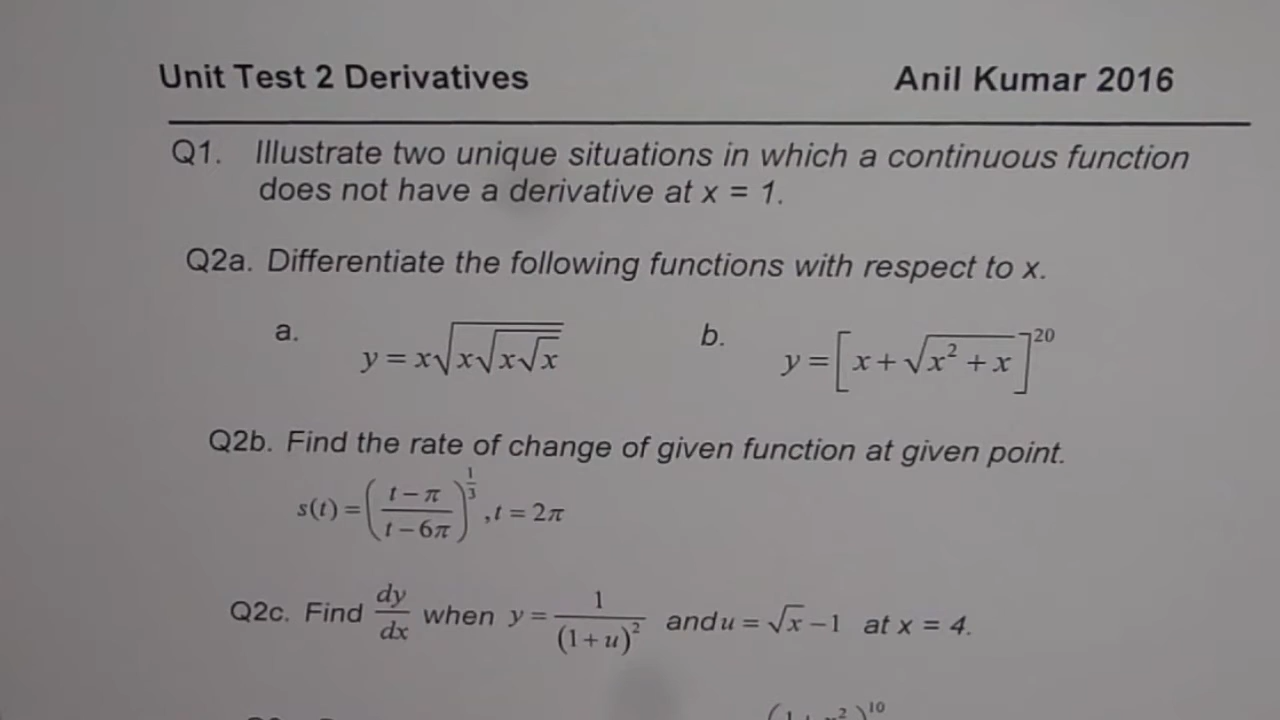 Unit Test 2 Derivatives Anil Kumar 2016
Q1. Illustrate two unique situations in which a continuous function
does not have a derivative at x = 1.
Q2a. Differentiate the following functions with respect to x.
a. y = x√(x√(x√x)) b. y = [x + √(x² + x)]²⁰
Q2b. Find the rate of change of given function at given point.
s(t) = ((t − π)/(t − 6π))^(1/3), t = 2π
Q2c. Find dy/dx when y = 1/(1 + u)² and u = √x − 1 at x = 4.